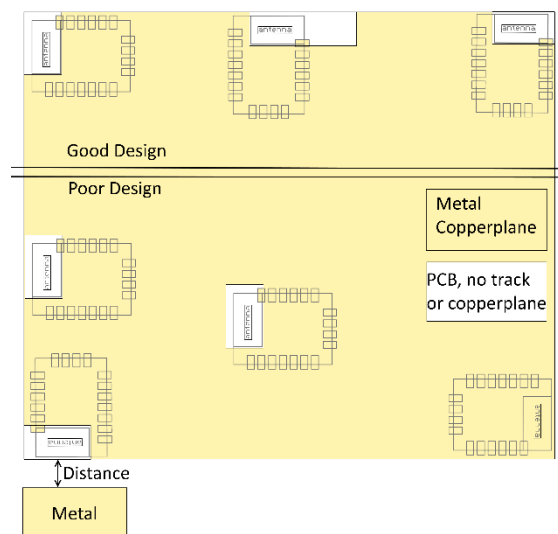 antenna
antenna
antenna
Good Design
Poor Design
Metal
Copperplane
PCB, no track
or copperplane
antenna
antenna
antenna
antenna
Distance
Metal